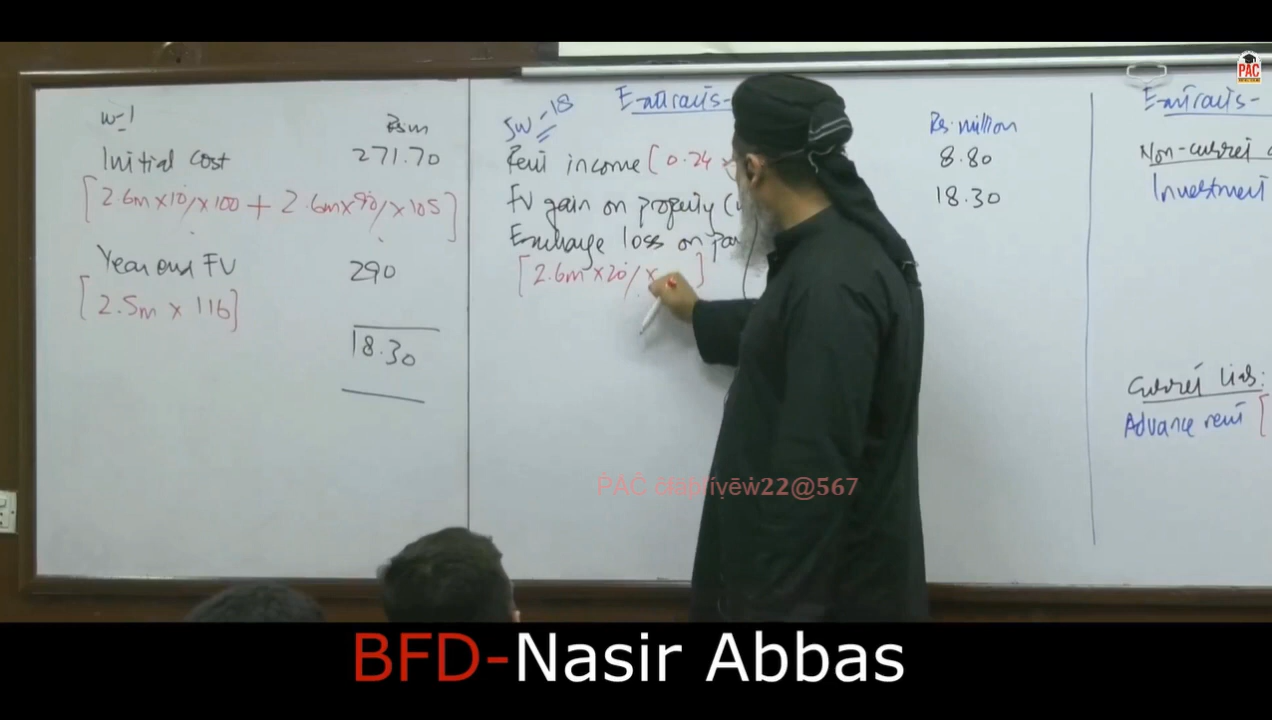 PAC
w-1
Rs.m
Initial cost 271.70
[2.6m x 10% x 100 + 2.6m x 90% x 105]
Year end FV 290
[2.5m x 116]
18.30
SW-18
Extracts-
Rs. million
Rent income [0.24 x 8.80
FV gain on property ( 18.30
Exchange loss on
[2.6m x 20% x ]
Extracts-
Non-current
Investment
Current Liab:
Advance rent [
BFD-Nasir Abbas